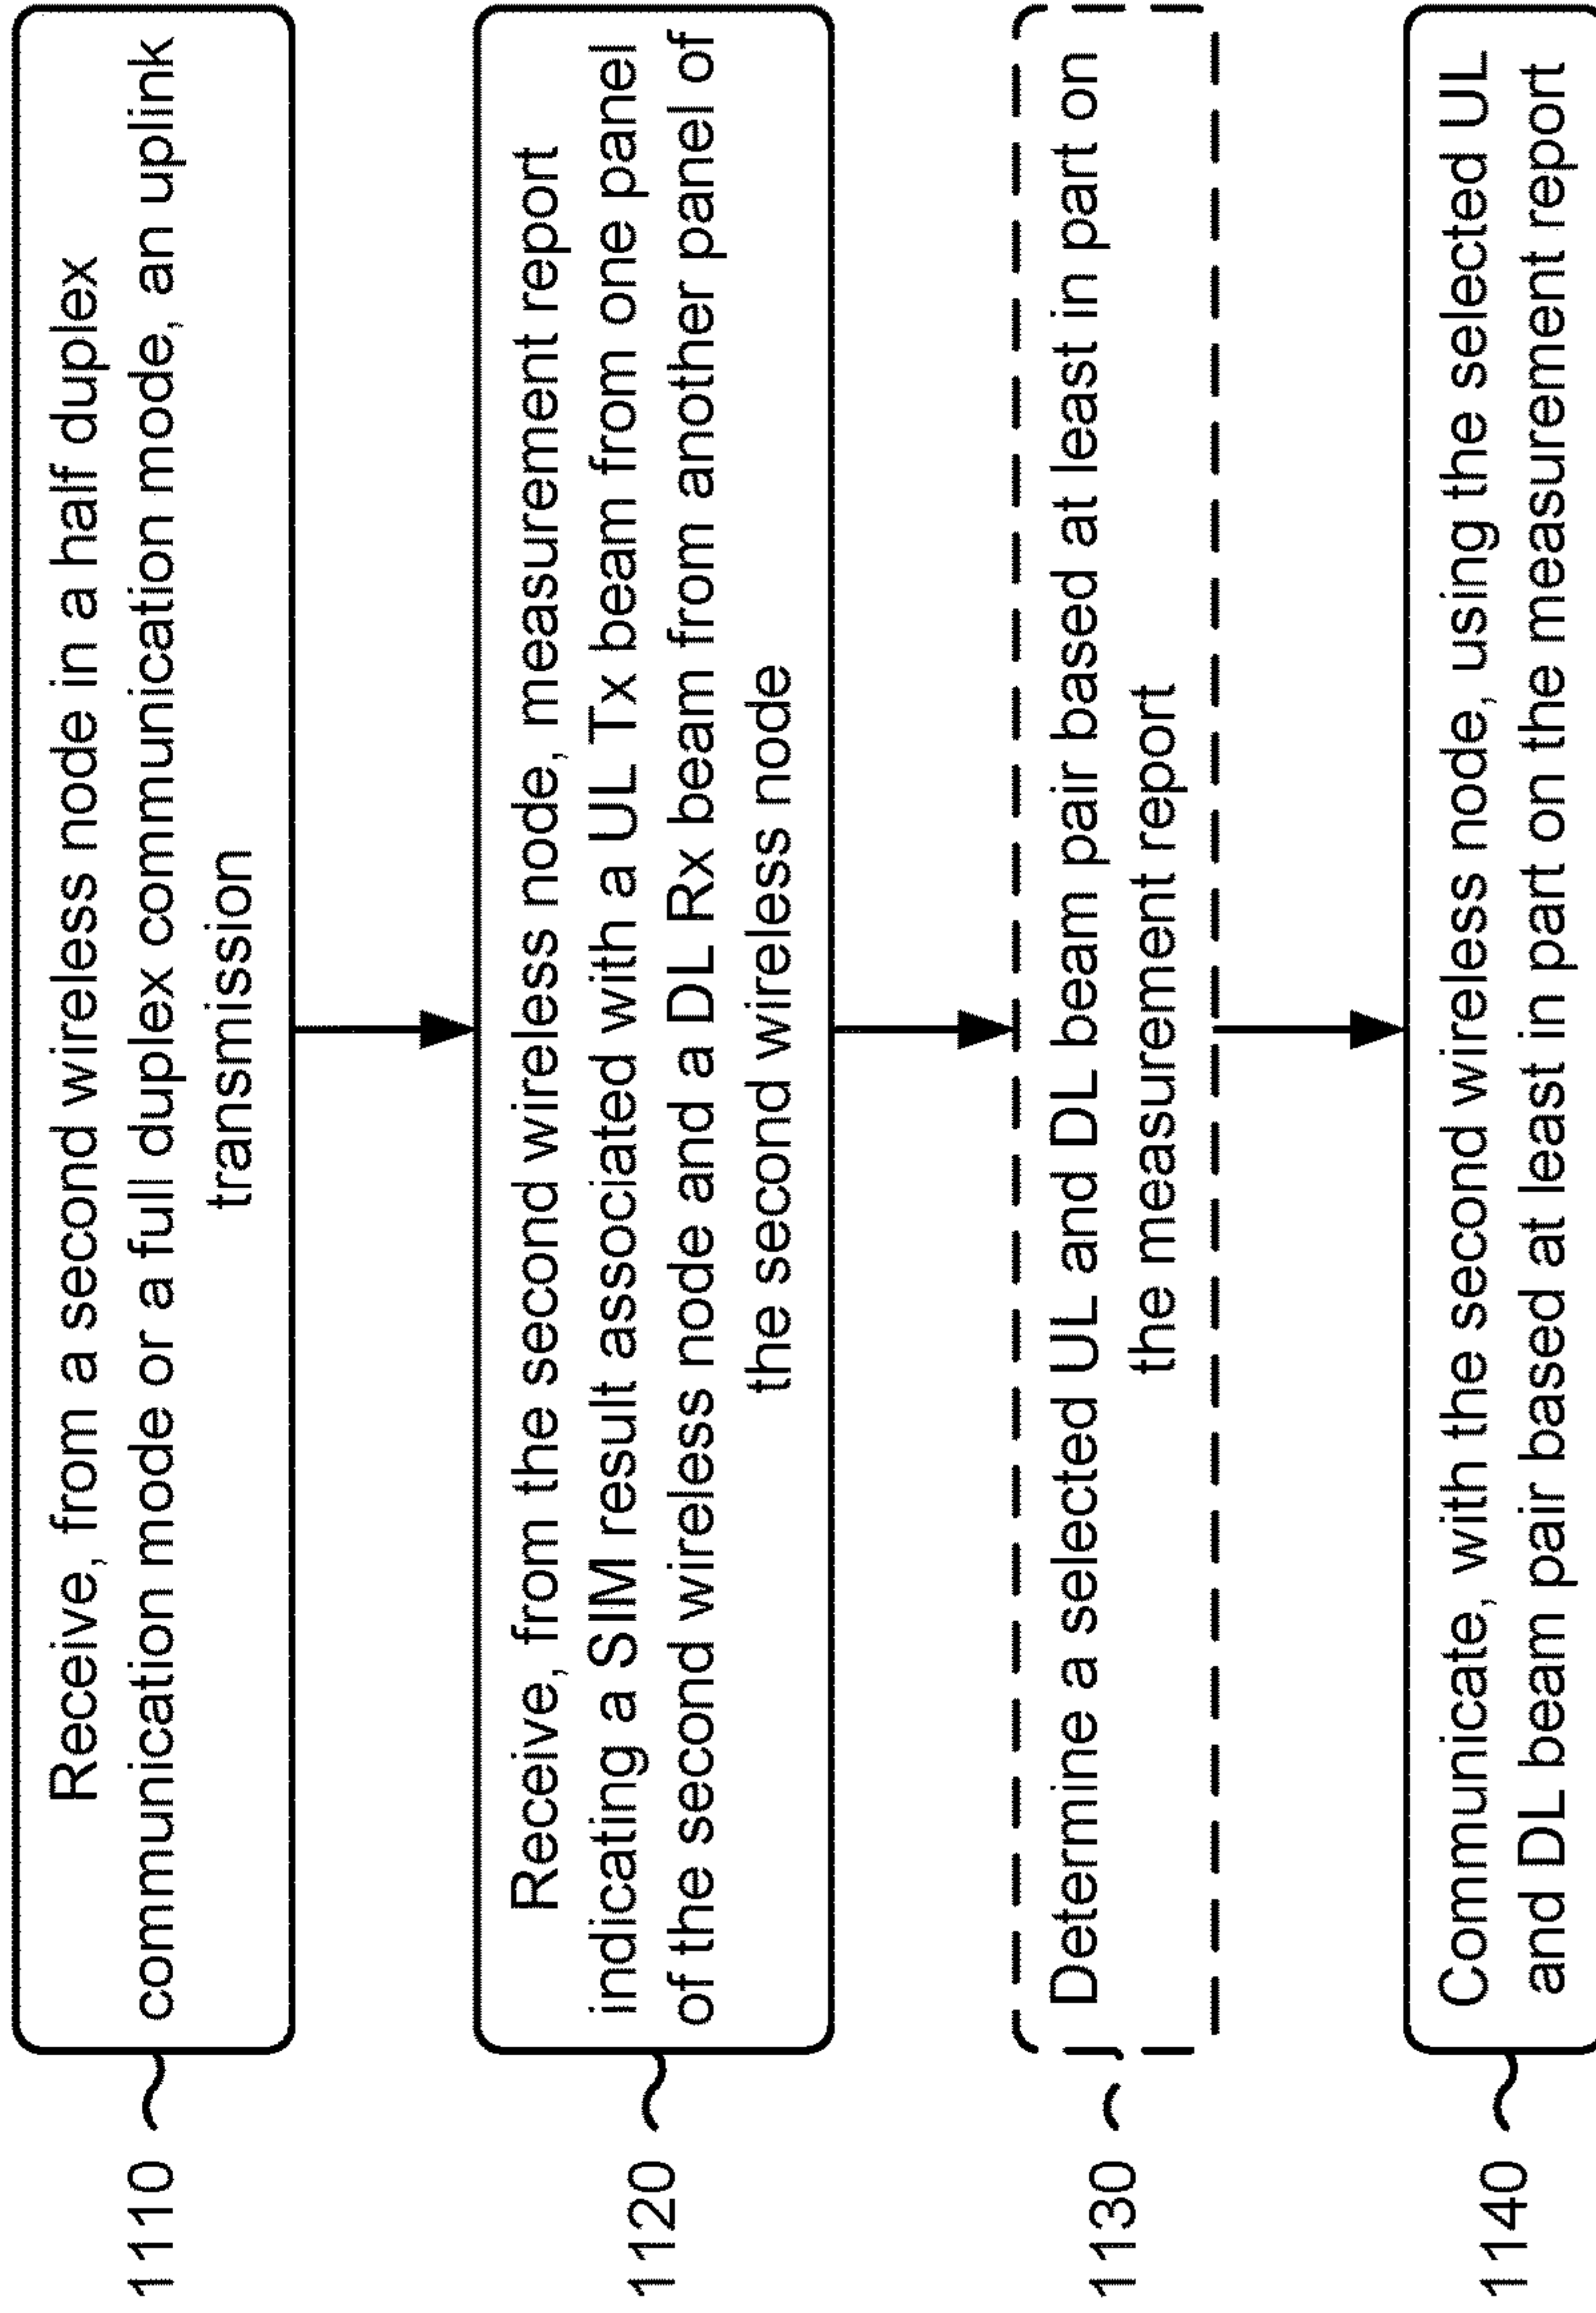 1110
Receive, from a second wireless node in a half duplex
communication mode or a full duplex communication mode, an uplink
transmission
1120
Receive, from the second wireless node, measurement report
indicating a SIM result associated with a UL Tx beam from one panel
of the second wireless node and a DL Rx beam from another panel of
the second wireless node
1130
Determine a selected UL and DL beam pair based at least in part on
the measurement report
1140
Communicate, with the second wireless node, using the selected UL
and DL beam pair based at least in part on the measurement report